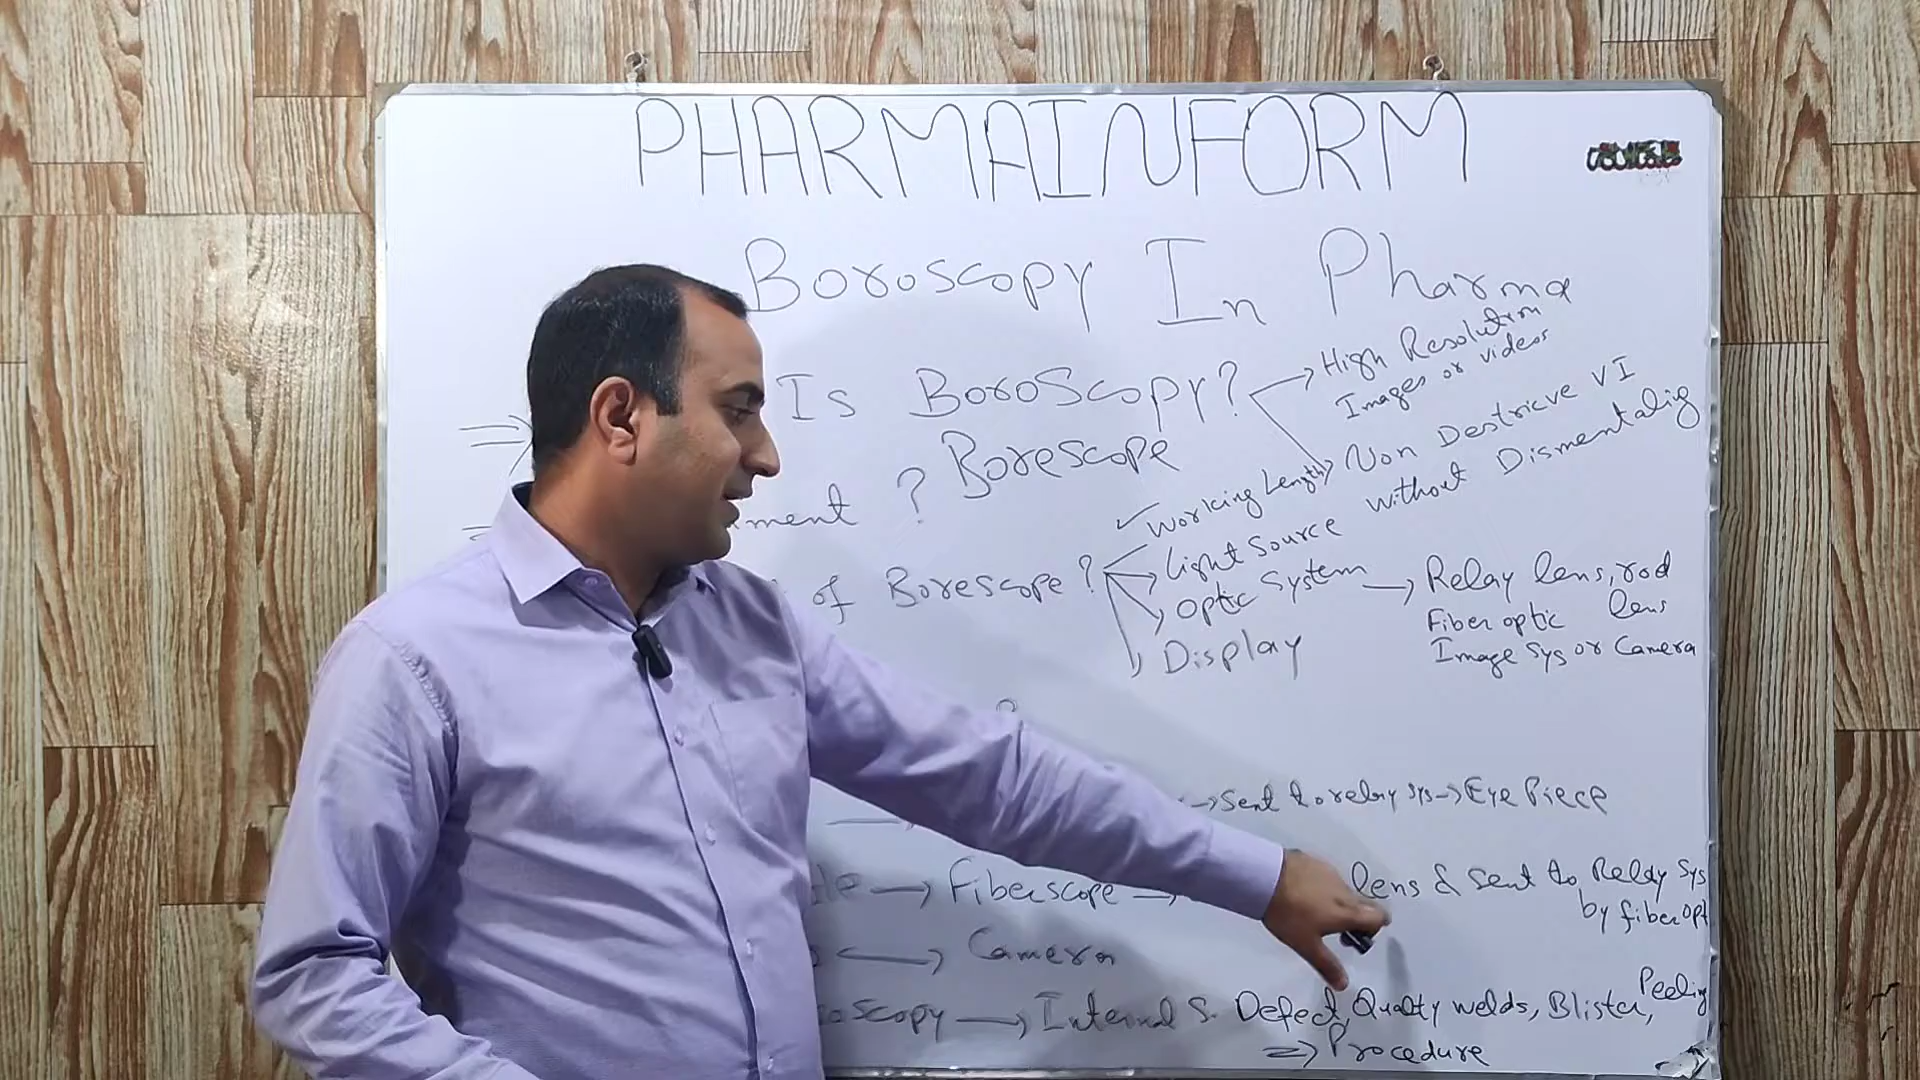 PHARMAINFORM
Boroscopy In Pharma
Is BoroScopy?
High Resolution
Images or videos
Non Destricve VI
without Dismentaling
ment ? Borescope
of Borescope ?
Working Length
Light Source
Optic System
Display
Relay lens, rod
lens
Fiber optic
Image Sys or Camera
Sent to relay sys → Eye Piece
Fiberscope
lens & sent to Relay Sys
by fiber opt
Camera
oscopy → Internal S. Defect, Quality welds, Blister, Peeling
⇒ Procedure